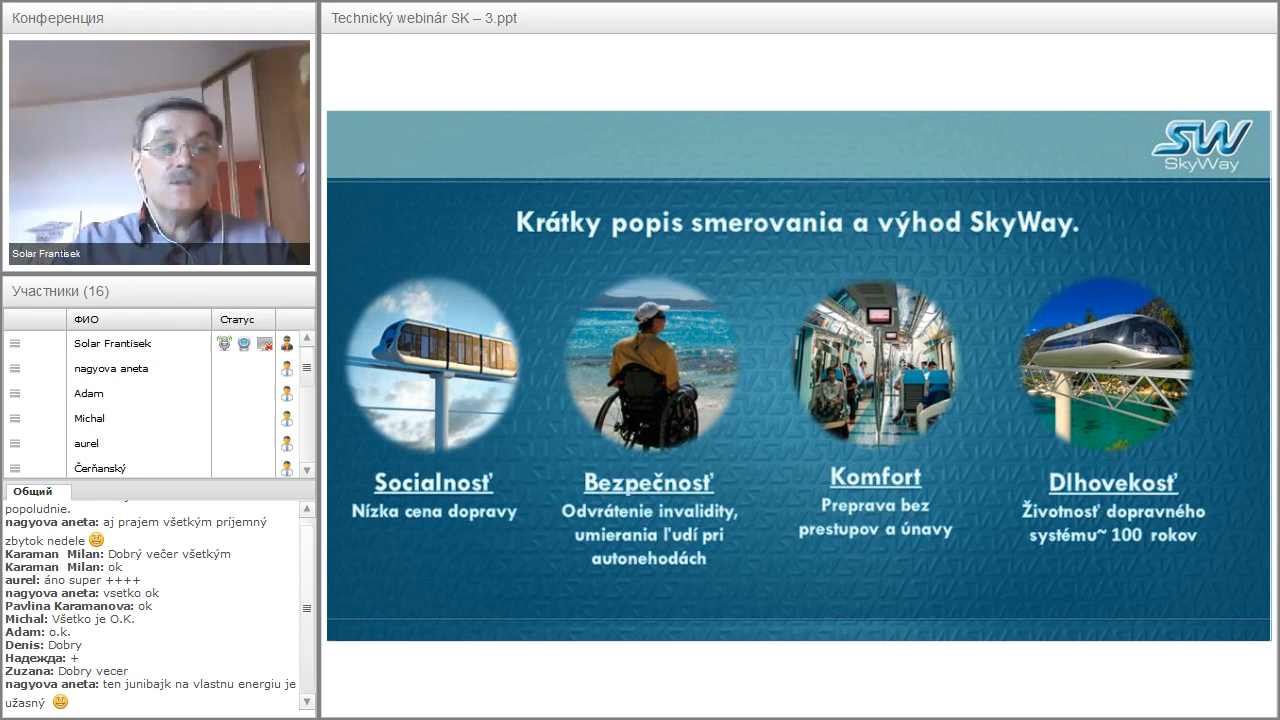 Конференция
Solar Frantisek
Участники (16)
ФИО
Статус
Solar Frantisek
nagyova aneta
Adam
Michal
aurel
Čerňanský
Общий
popoludnie.
nagyova aneta: aj prajem všetkým príjemný
zbytok nedele
Karaman Milan: Dobrý večer všetkým
Karaman Milan: ok
aurel: áno super ++++
nagyova aneta: vsetko ok
Pavlina Karamanova: ok
Michal: Všetko je O.K.
Adam: o.k.
Denis: Dobry
Надежда: +
Zuzana: Dobry vecer
nagyova aneta: ten junibajk na vlastnu energiu je
užasný
Technický webinár SK – 3.ppt
SW
SkyWay
Krátky popis smerovania a výhod SkyWay.
Socialnosť
Nízka cena dopravy
Bezpečnosť
Odvrátenie invalidity,
umierania ľudí pri
autonehodách
Komfort
Preprava bez
prestupov a únavy
Dlhovekosť
Životnosť dopravného
systému~ 100 rokov